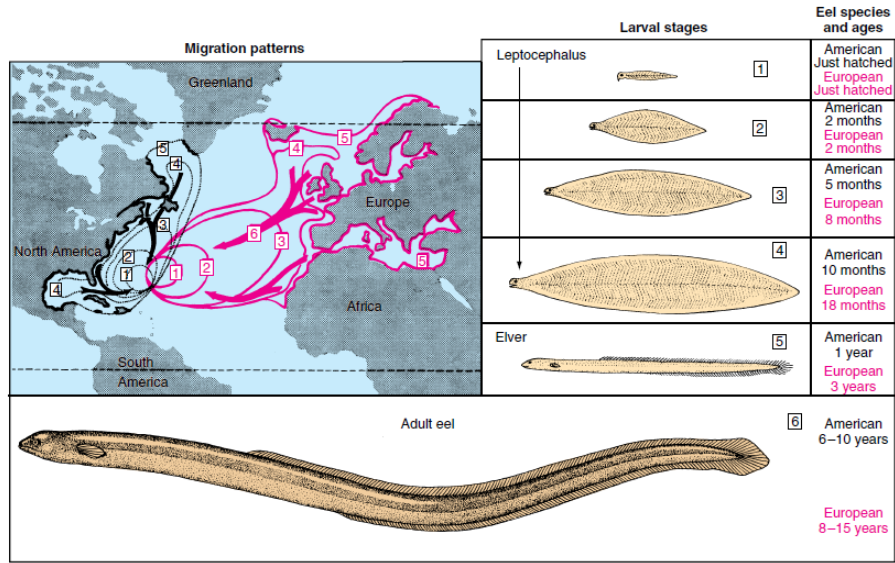 Migration patterns
Larval stages
Eel species
and ages
Greenland
North America
Europe
Africa
South
America
5
4
3
2
1
4
1
2
3
6
4
5
5
Leptocephalus
1
American
Just hatched
European
Just hatched
2
American
2 months
European
2 months
3
American
5 months
European
8 months
4
American
10 months
European
18 months
Elver
5
American
1 year
European
3 years
Adult eel
6
American
6–10 years
European
8–15 years